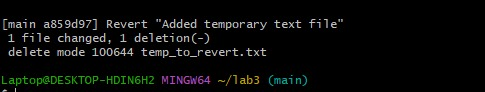 [main a859d97] Revert "Added temporary text file"
 1 file changed, 1 deletion(-)
 delete mode 100644 temp_to_revert.txt

Laptop@DESKTOP-HDIN6H2 MINGW64 ~/lab3 (main)